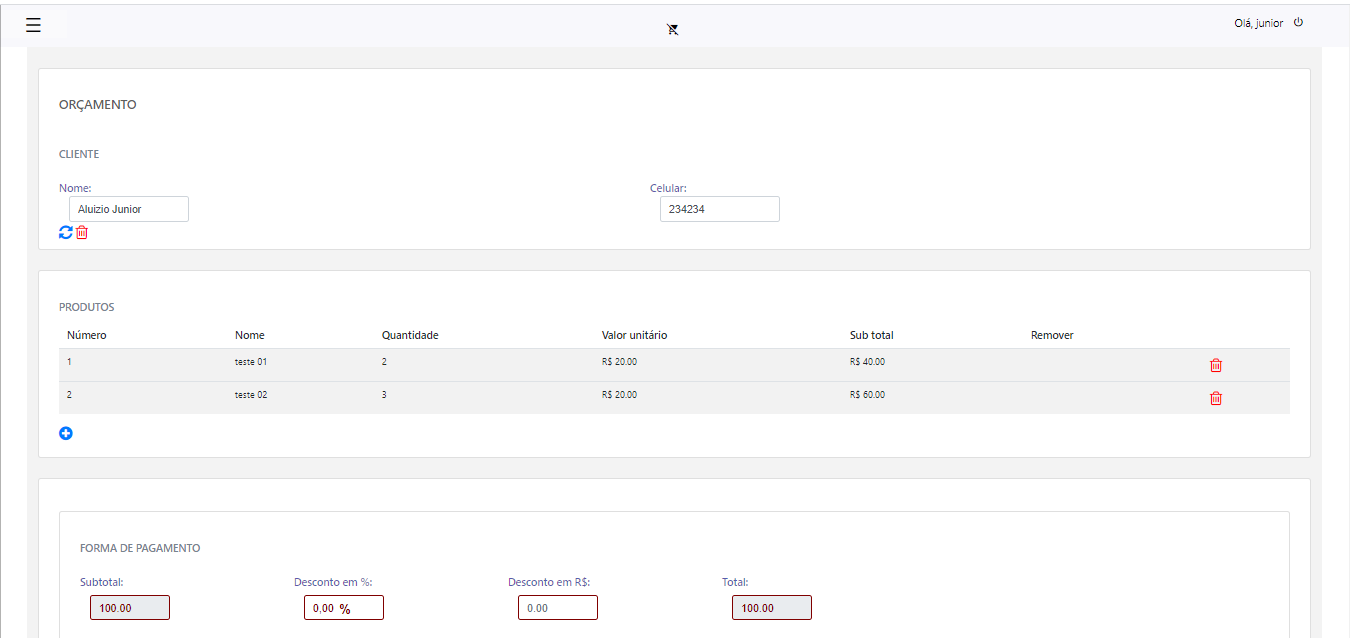 Olá, junior
ORÇAMENTO
CLIENTE
Nome: Celular:
Aluizio Junior 234234
PRODUTOS
Número Nome Quantidade Valor unitário Sub total Remover
1 teste 01 2 R$ 20.00 R$ 40.00
2 teste 02 3 R$ 20.00 R$ 60.00
FORMA DE PAGAMENTO
Subtotal: Desconto em %: Desconto em R$: Total:
100.00 0,00 % 0.00 100.00